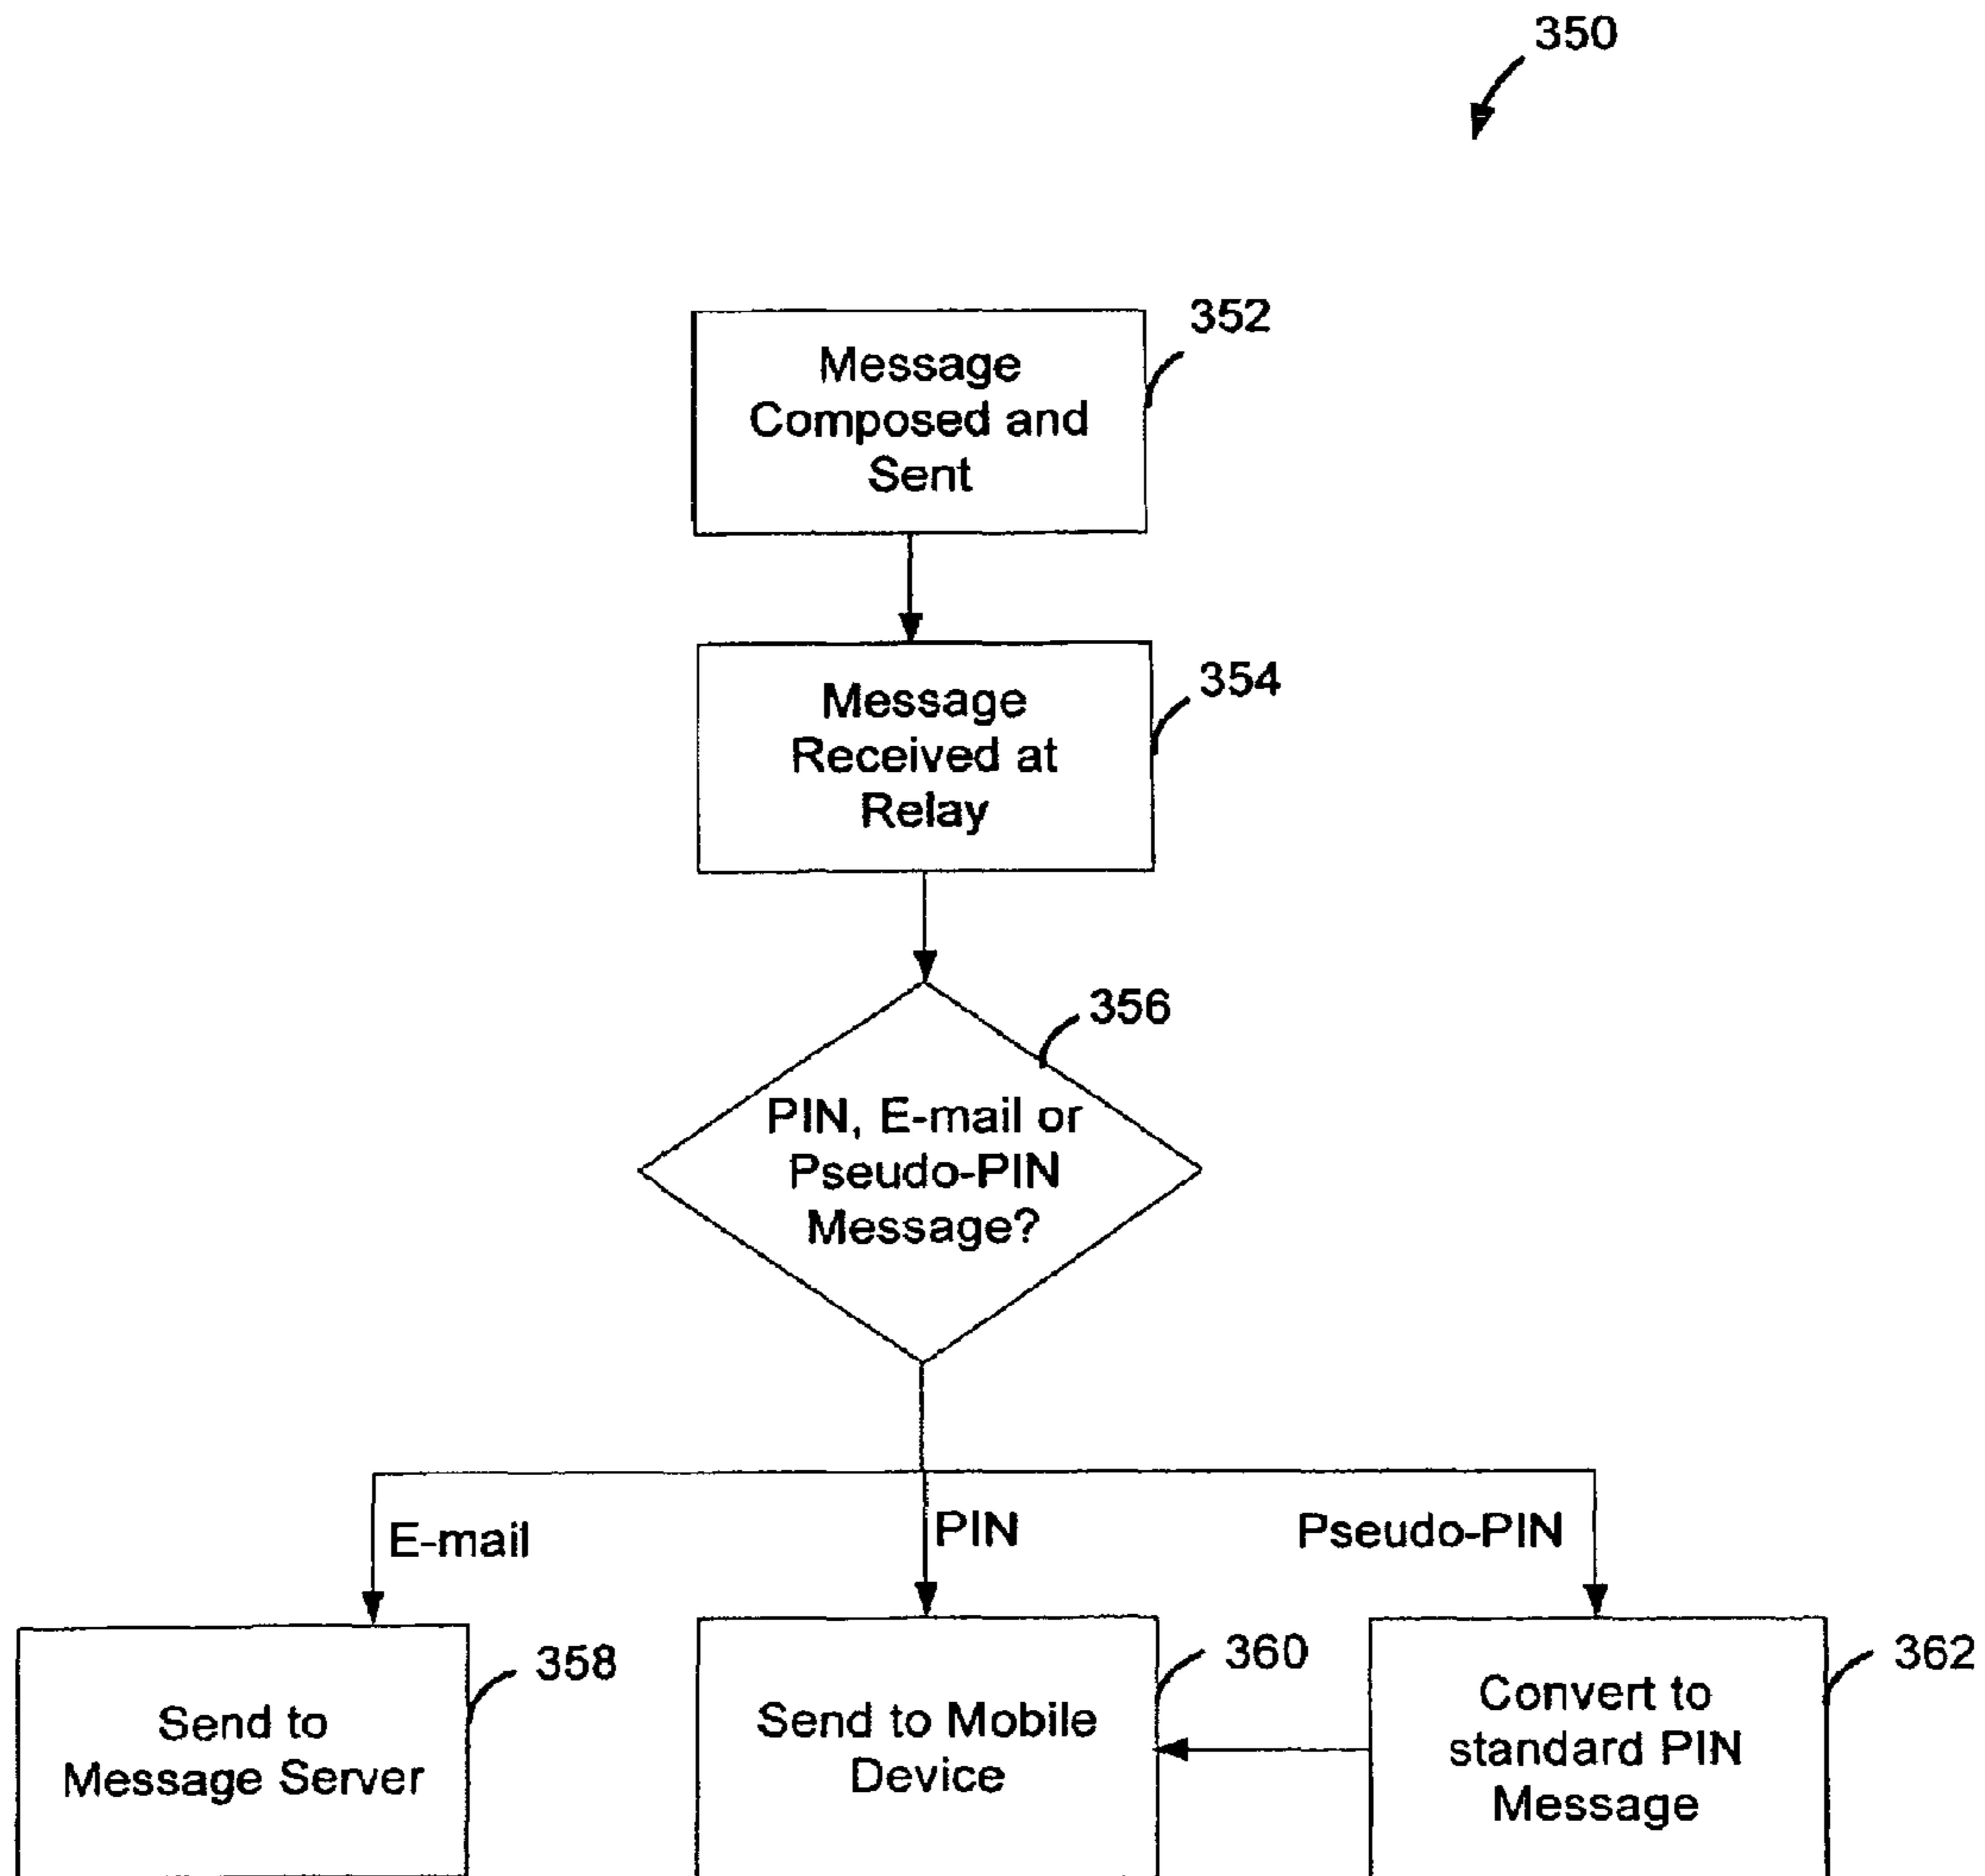 350
352
Message
Composed and
Sent
354
Message
Received at
Relay
356
PIN, E-mail or
Pseudo-PIN
Message?
E-mail
PIN
Pseudo-PIN
358
Send to
Message Server
360
Send to Mobile
Device
362
Convert to
standard PIN
Message